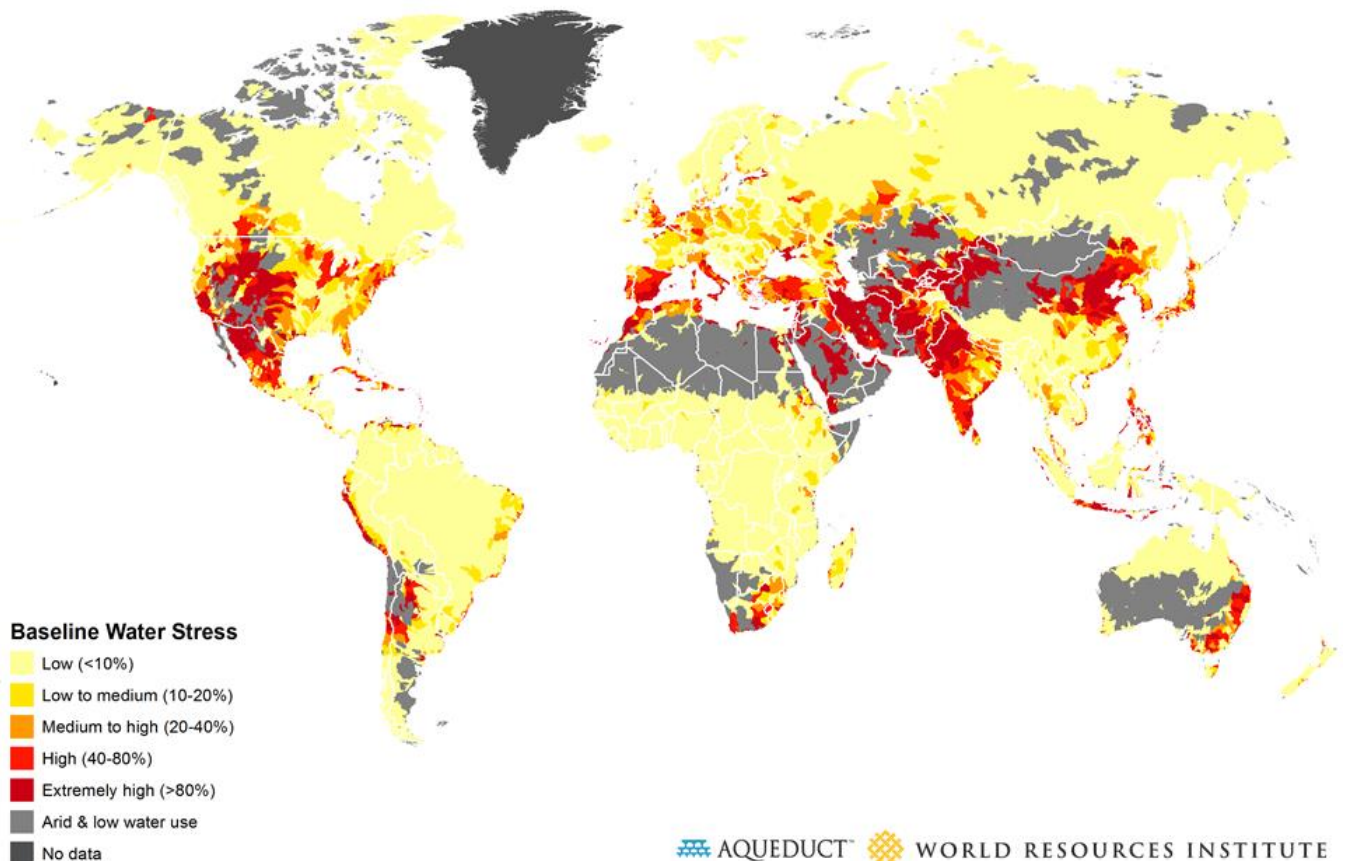 Baseline Water Stress
Low (<10%)
Low to medium (10-20%)
Medium to high (20-40%)
High (40-80%)
Extremely high (>80%)
Arid & low water use
No data
AQUEDUCT™ WORLD RESOURCES INSTITUTE